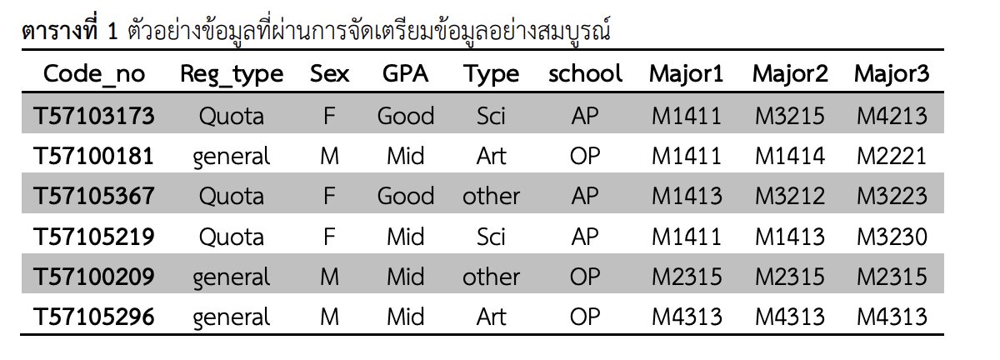 ตารางที่ 1 ตัวอย่างข้อมูลที่ผ่านการจัดเตรียมข้อมูลอย่างสมบูรณ์
Code_no Reg_type Sex GPA Type school Major1 Major2 Major3
T57103173 Quota F Good Sci AP M1411 M3215 M4213
T57100181 general M Mid Art OP M1411 M1414 M2221
T57105367 Quota F Good other AP M1413 M3212 M3223
T57105219 Quota F Mid Sci AP M1411 M1413 M3230
T57100209 general M Mid other OP M2315 M2315 M2315
T57105296 general M Mid Art OP M4313 M4313 M4313